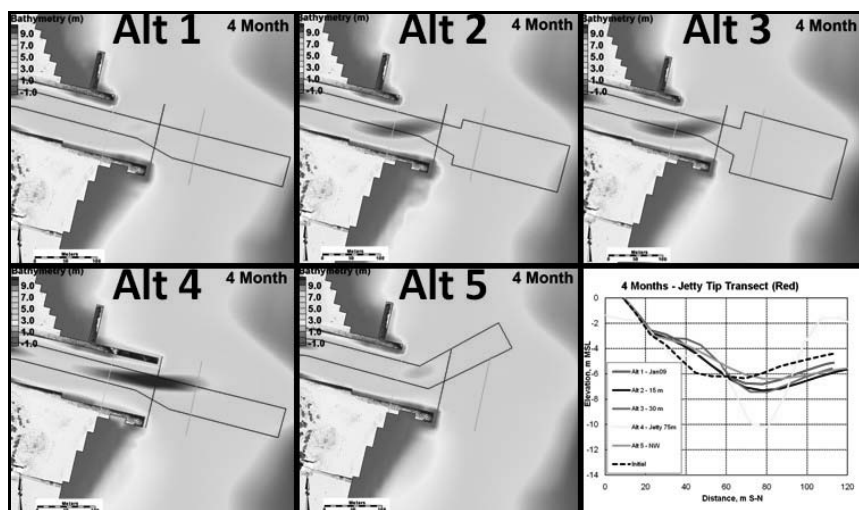 Bathymetry (m)
Alt 1
4 Month
9.0
7.0
5.0
3.0
1.0
-1.0
Meters
Bathymetry (m)
Alt 2
4 Month
9.0
7.0
5.0
3.0
1.0
-1.0
Meters
Bathymetry (m)
Alt 3
4 Month
9.0
7.0
5.0
3.0
1.0
-1.0
Meters
Bathymetry (m)
Alt 4
4 Month
9.0
7.0
5.0
3.0
1.0
-1.0
Meters
Bathymetry (m)
Alt 5
4 Month
9.0
7.0
5.0
3.0
1.0
-1.0
Meters
4 Months - Jetty Tip Transect (Red)
Elevation, m MSL
0
-2
-4
-6
-8
-10
-12
-14
Alt 1 - Jan09
Alt 2 - 15 m
Alt 3 - 30 m
Alt 4 - Jetty 75m
Alt 5 - NW
Initial
0 20 40 60 80 100 120
Distance, m S-N